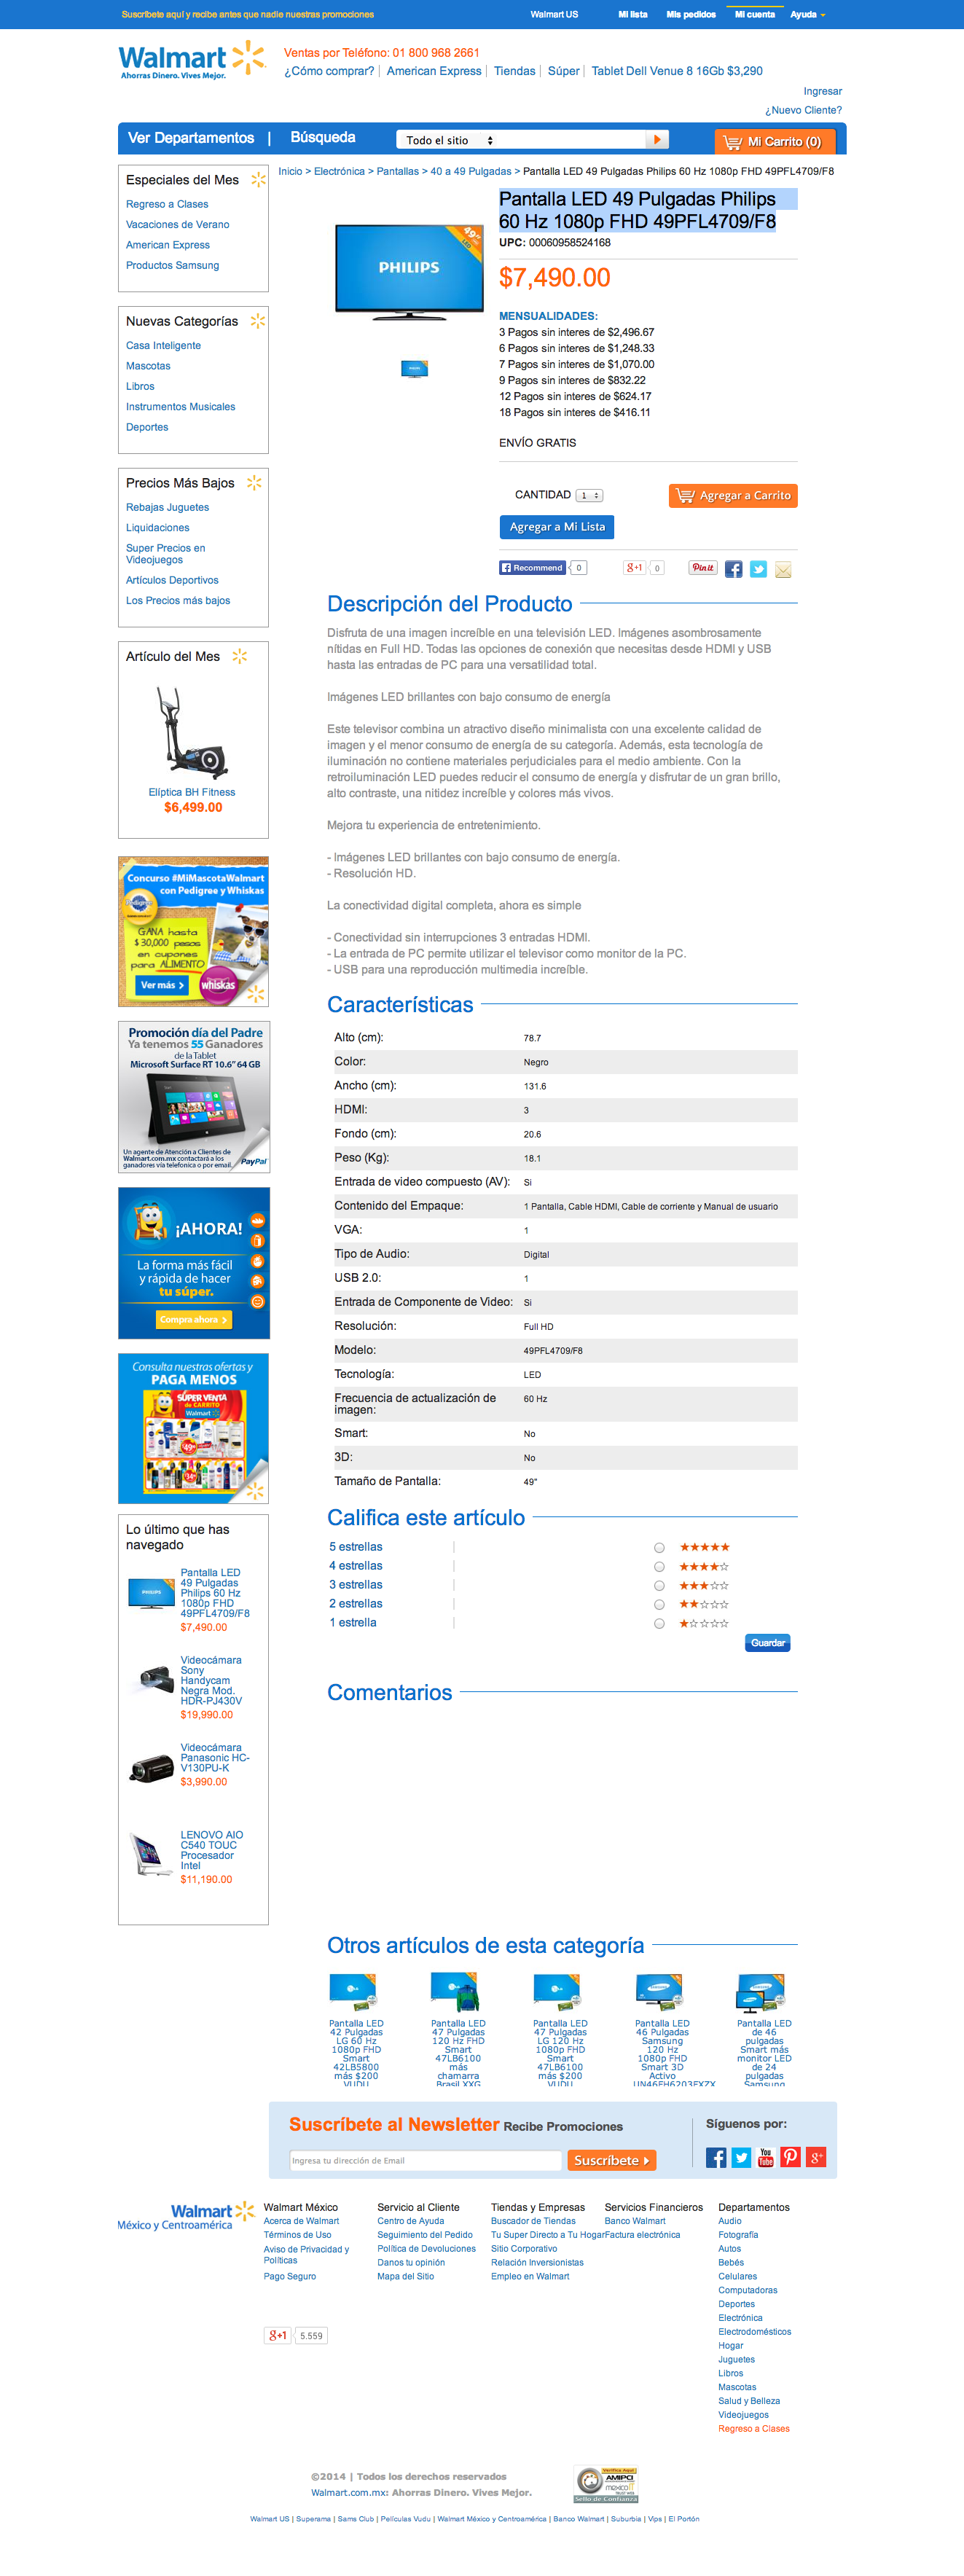 Suscríbete aquí y recibe antes que nadie nuestras promociones
Walmart US
Mi lista
Mis pedidos
Mi cuenta
Ayuda
Walmart
Ahorras Dinero. Vives Mejor.
Ventas por Teléfono: 01 800 968 2661
¿Cómo comprar? | American Express | Tiendas | Súper | Tablet Dell Venue 8 16Gb $3,290
Ingresar
¿Nuevo Cliente?
Ver Departamentos | Búsqueda
Todo el sitio
Mi Carrito (0)
Especiales del Mes
Regreso a Clases
Vacaciones de Verano
American Express
Productos Samsung
Nuevas Categorías
Casa Inteligente
Mascotas
Libros
Instrumentos Musicales
Deportes
Precios Más Bajos
Rebajas Juguetes
Liquidaciones
Super Precios en
Videojuegos
Artículos Deportivos
Los Precios más bajos
Artículo del Mes
Elíptica BH Fitness
$6,499.00
Concurso #MiMascotaWalmart
con Pedigree y Whiskas
Pedigree
GANA hasta
$30,000 pesos
en cupones
para ALIMENTO
Ver más >
whiskas
Promoción día del Padre
Ya tenemos 55 Ganadores
de la Tablet
Microsoft Surface RT 10.6" 64 GB
Un agente de Atención a Clientes de
Walmart.com.mx contactará a los
ganadores vía telefonica o por email.
PayPal
¡AHORA!
La forma más fácil
y rápida de hacer
tu súper.
Compra ahora >
Consulta nuestras ofertas y
PAGA MENOS
SÚPER VENTA
de CARRITO
Walmart
Lo último que has
navegado
PHILIPS
Pantalla LED
49 Pulgadas
Philips 60 Hz
1080p FHD
49PFL4709/F8
$7,490.00
Videocámara
Sony
Handycam
Negra Mod.
HDR-PJ430V
$19,990.00
Videocámara
Panasonic HC-
V130PU-K
$3,990.00
LENOVO AIO
C540 TOUC
Procesador
Intel
$11,190.00
Inicio > Electrónica > Pantallas > 40 a 49 Pulgadas > Pantalla LED 49 Pulgadas Philips 60 Hz 1080p FHD 49PFL4709/F8
49"
LED
PHILIPS
PHILIPS
Pantalla LED 49 Pulgadas Philips
60 Hz 1080p FHD 49PFL4709/F8
UPC: 00060958524168
$7,490.00
MENSUALIDADES:
3 Pagos sin interes de $2,496.67
6 Pagos sin interes de $1,248.33
7 Pagos sin interes de $1,070.00
9 Pagos sin interes de $832.22
12 Pagos sin interes de $624.17
18 Pagos sin interes de $416.11
ENVÍO GRATIS
CANTIDAD 1
Agregar a Carrito
Agregar a Mi Lista
Recommend 0
g+1 0
Pin it
Descripción del Producto
Disfruta de una imagen increíble en una televisión LED. Imágenes asombrosamente
nítidas en Full HD. Todas las opciones de conexión que necesitas desde HDMI y USB
hasta las entradas de PC para una versatilidad total.
Imágenes LED brillantes con bajo consumo de energía
Este televisor combina un atractivo diseño minimalista con una excelente calidad de
imagen y el menor consumo de energía de su categoría. Además, esta tecnología de
iluminación no contiene materiales perjudiciales para el medio ambiente. Con la
retroiluminación LED puedes reducir el consumo de energía y disfrutar de un gran brillo,
alto contraste, una nitidez increíble y colores más vivos.
Mejora tu experiencia de entretenimiento.
- Imágenes LED brillantes con bajo consumo de energía.
- Resolución HD.
La conectividad digital completa, ahora es simple
- Conectividad sin interrupciones 3 entradas HDMI.
- La entrada de PC permite utilizar el televisor como monitor de la PC.
- USB para una reproducción multimedia increíble.
Características
Alto (cm): 78.7
Color: Negro
Ancho (cm): 131.6
HDMI: 3
Fondo (cm): 20.6
Peso (Kg): 18.1
Entrada de video compuesto (AV): Si
Contenido del Empaque: 1 Pantalla, Cable HDMI, Cable de corriente y Manual de usuario
VGA: 1
Tipo de Audio: Digital
USB 2.0: 1
Entrada de Componente de Video: Si
Resolución: Full HD
Modelo: 49PFL4709/F8
Tecnología: LED
Frecuencia de actualización de
imagen: 60 Hz
Smart: No
3D: No
Tamaño de Pantalla: 49"
Califica este artículo
5 estrellas
4 estrellas
3 estrellas
2 estrellas
1 estrella
Guardar
Comentarios
Otros artículos de esta categoría
Pantalla LED
42 Pulgadas
LG 60 Hz
1080p FHD
Smart
42LB5800
más $200
VUDU
Pantalla LED
47 Pulgadas
120 Hz FHD
Smart
47LB6100
más
chamarra
Brasil XXG
Pantalla LED
47 Pulgadas
LG 120 Hz
1080p FHD
Smart
47LB6100
más $200
VUDU
Pantalla LED
46 Pulgadas
Samsung
120 Hz
1080p FHD
Smart 3D
Activo
UN46FH6203FXZX
Pantalla LED
de 46
pulgadas
Smart más
monitor LED
de 24
pulgadas
Samsung
Suscríbete al Newsletter Recibe Promociones
Ingresa tu dirección de Email
Suscríbete
Síguenos por:
You Tube
Walmart
México y Centroamérica
Walmart México
Acerca de Walmart
Términos de Uso
Aviso de Privacidad y
Políticas
Pago Seguro
g+1 5.559
Servicio al Cliente
Centro de Ayuda
Seguimiento del Pedido
Política de Devoluciones
Danos tu opinión
Mapa del Sitio
Tiendas y Empresas
Buscador de Tiendas
Tu Super Directo a Tu Hogar
Sitio Corporativo
Relación Inversionistas
Empleo en Walmart
Servicios Financieros
Banco Walmart
Factura electrónica
Departamentos
Audio
Fotografía
Autos
Bebés
Celulares
Computadoras
Deportes
Electrónica
Electrodomésticos
Hogar
Juguetes
Libros
Mascotas
Salud y Belleza
Videojuegos
Regreso a Clases
©2014 | Todos los derechos reservados
Walmart.com.mx: Ahorras Dinero. Vives Mejor.
Verifica Aquí
AMIPCI
mexico
Sello de Confianza
Walmart US | Superama | Sams Club | Películas Vudu | Walmart México y Centroamérica | Banco Walmart | Suburbia | Vips | El Portón